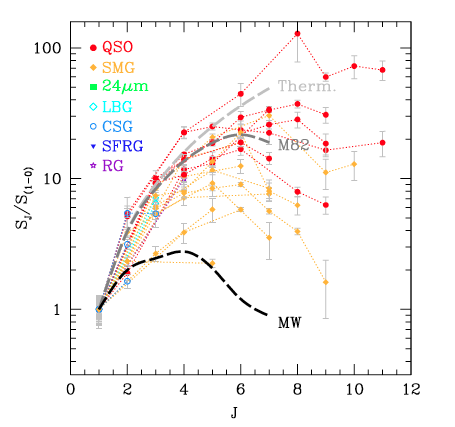 100
10
1
S_J/S_(1−0)
QSO
SMG
24μm
LBG
CSG
SFRG
RG
Therm.
M82
MW
0 2 4 6 8 10 12
J